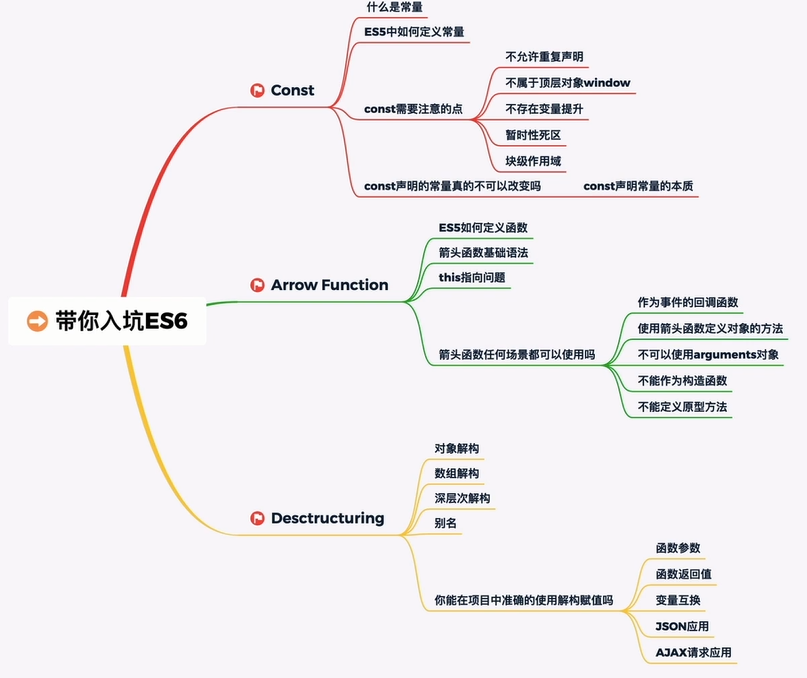 带你入坑ES6
Const
什么是常量
ES5中如何定义常量
const需要注意的点
不允许重复声明
不属于顶层对象window
不存在变量提升
暂时性死区
块级作用域
const声明的常量真的不可以改变吗
const声明常量的本质
Arrow Function
ES5如何定义函数
箭头函数基础语法
this指向问题
箭头函数任何场景都可以使用吗
作为事件的回调函数
使用箭头函数定义对象的方法
不可以使用arguments对象
不能作为构造函数
不能定义原型方法
Desctructuring
对象解构
数组解构
深层次解构
别名
你能在项目中准确的使用解构赋值吗
函数参数
函数返回值
变量互换
JSON应用
AJAX请求应用